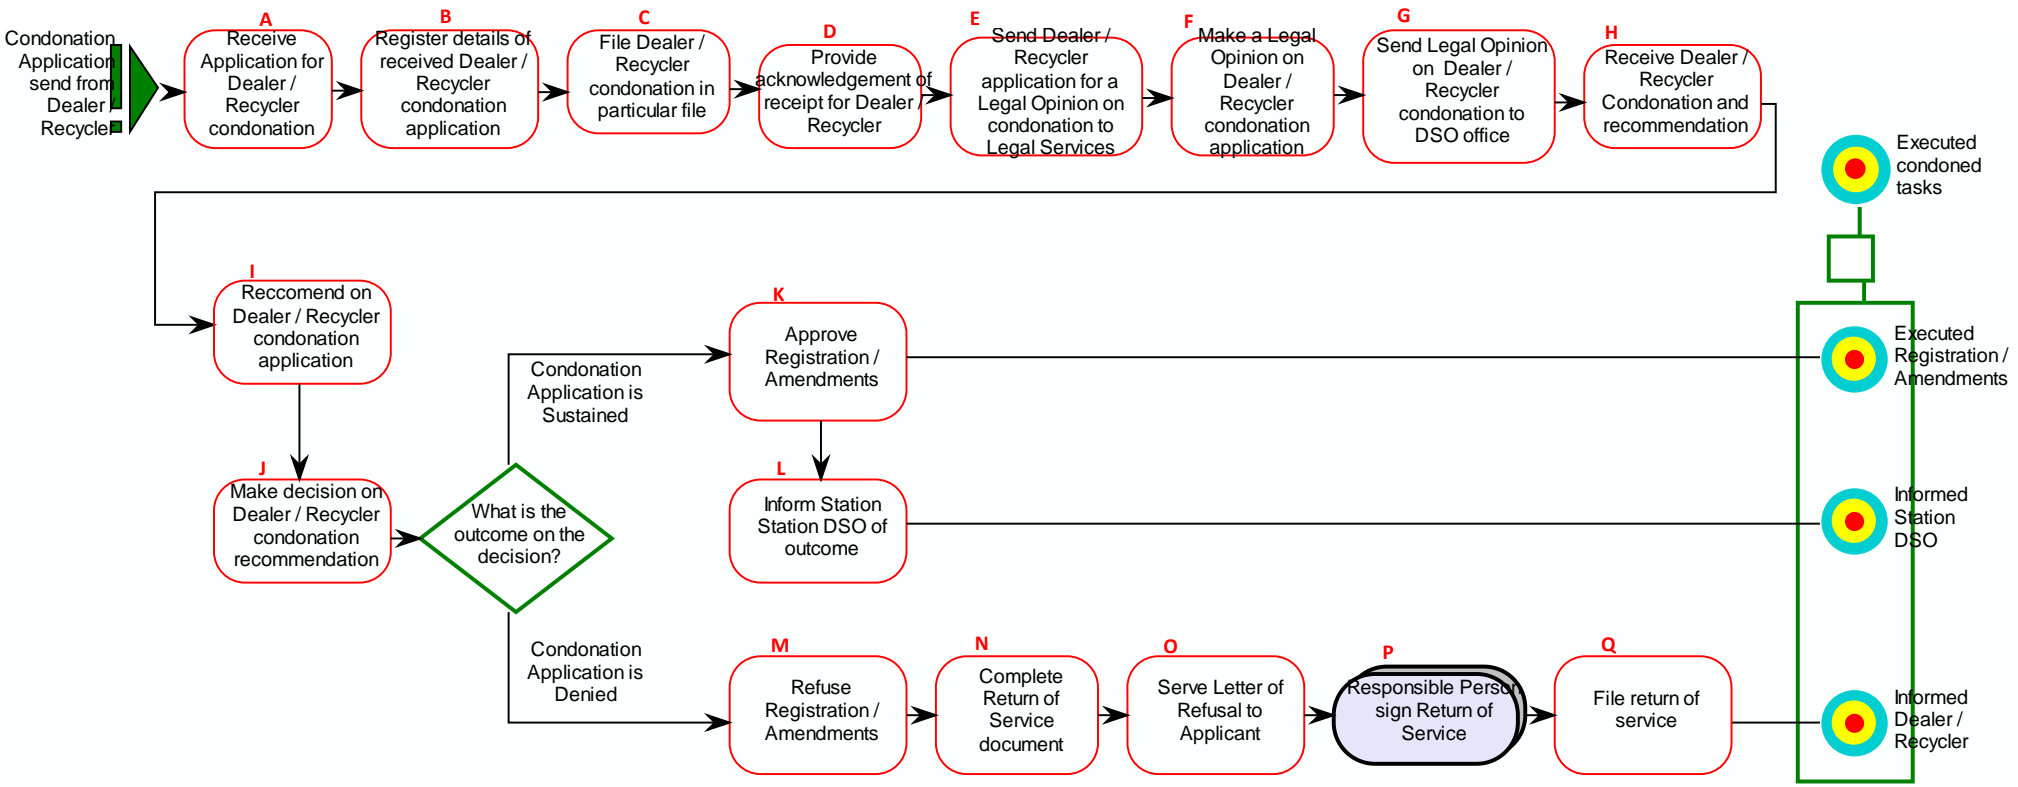 Condonation
Application
send from
Dealer /
Recycler
A
Receive
Application for
Dealer /
Recycler
condonation
B
Register details of
received Dealer /
Recycler
condonation
application
C
File Dealer /
Recycler
condonation in
particular file
D
Provide
acknowledgement of
receipt for Dealer /
Recycler
E
Send Dealer /
Recycler
application for a
Legal Opinion on
condonation to
Legal Services
F
Make a Legal
Opinion on
Dealer /
Recycler
condonation
application
G
Send Legal Opinion
on Dealer /
Recycler
condonation to
DSO office
H
Receive Dealer /
Recycler
Condonation and
recommendation
Executed
condoned
tasks
I
Reccomend on
Dealer / Recycler
condonation
application
J
Make decision on
Dealer / Recycler
condonation
recommendation
What is the
outcome on the
decision?
Condonation
Application is
Sustained
K
Approve
Registration /
Amendments
Executed
Registration /
Amendments
L
Inform Station
Station DSO of
outcome
Informed
Station
DSO
Condonation
Application is
Denied
M
Refuse
Registration /
Amendments
N
Complete
Return of
Service
document
O
Serve Letter of
Refusal to
Applicant
P
Responsible Person
sign Return of
Service
Q
File return of
service
Informed
Dealer /
Recycler